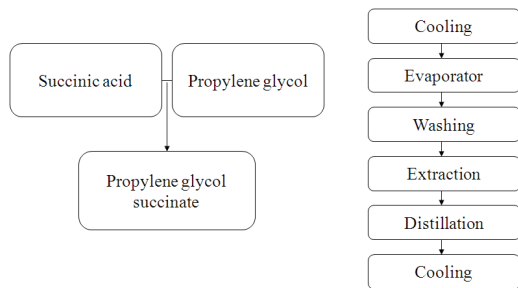 Succinic acid
Propylene glycol
Propylene glycol
succinate
Cooling
Evaporator
Washing
Extraction
Distillation
Cooling